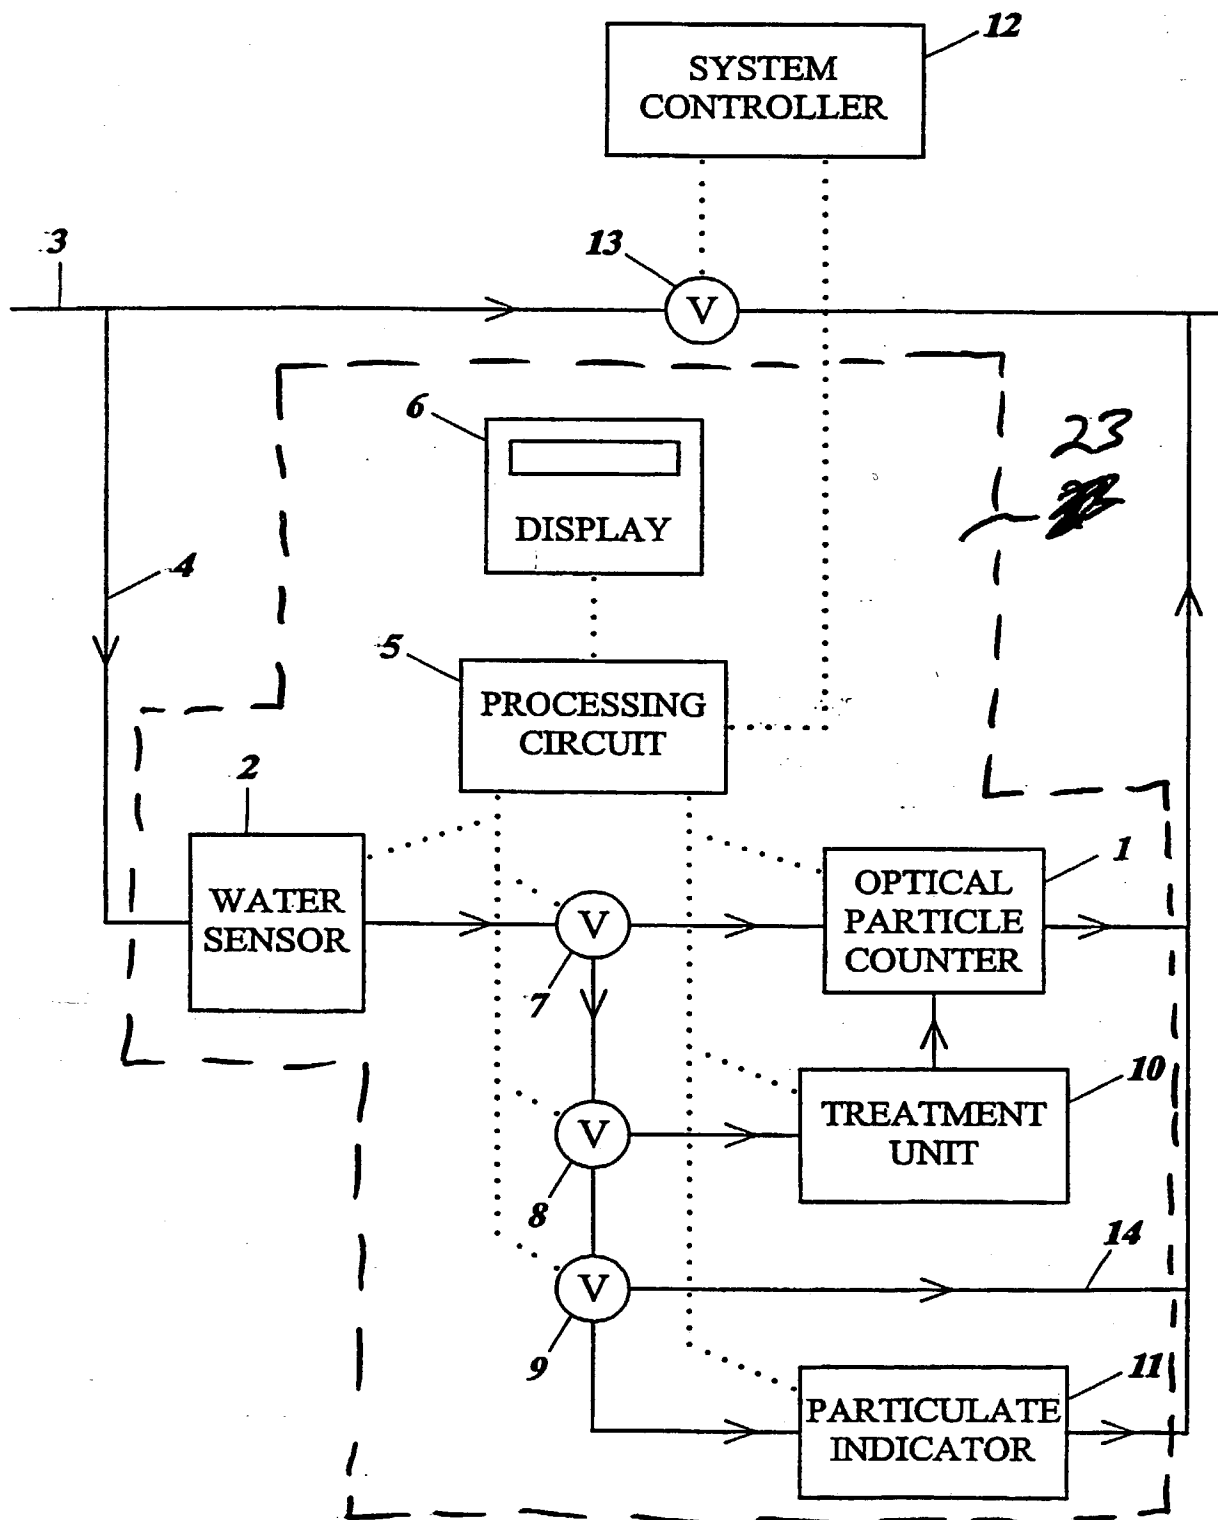 12
SYSTEM
CONTROLLER
3
13
V
6
23
DISPLAY
4
5
PROCESSING
CIRCUIT
2
1
WATER
SENSOR
OPTICAL
PARTICLE
COUNTER
V
7
10
TREATMENT
UNIT
V
8
14
V
9
11
PARTICULATE
INDICATOR